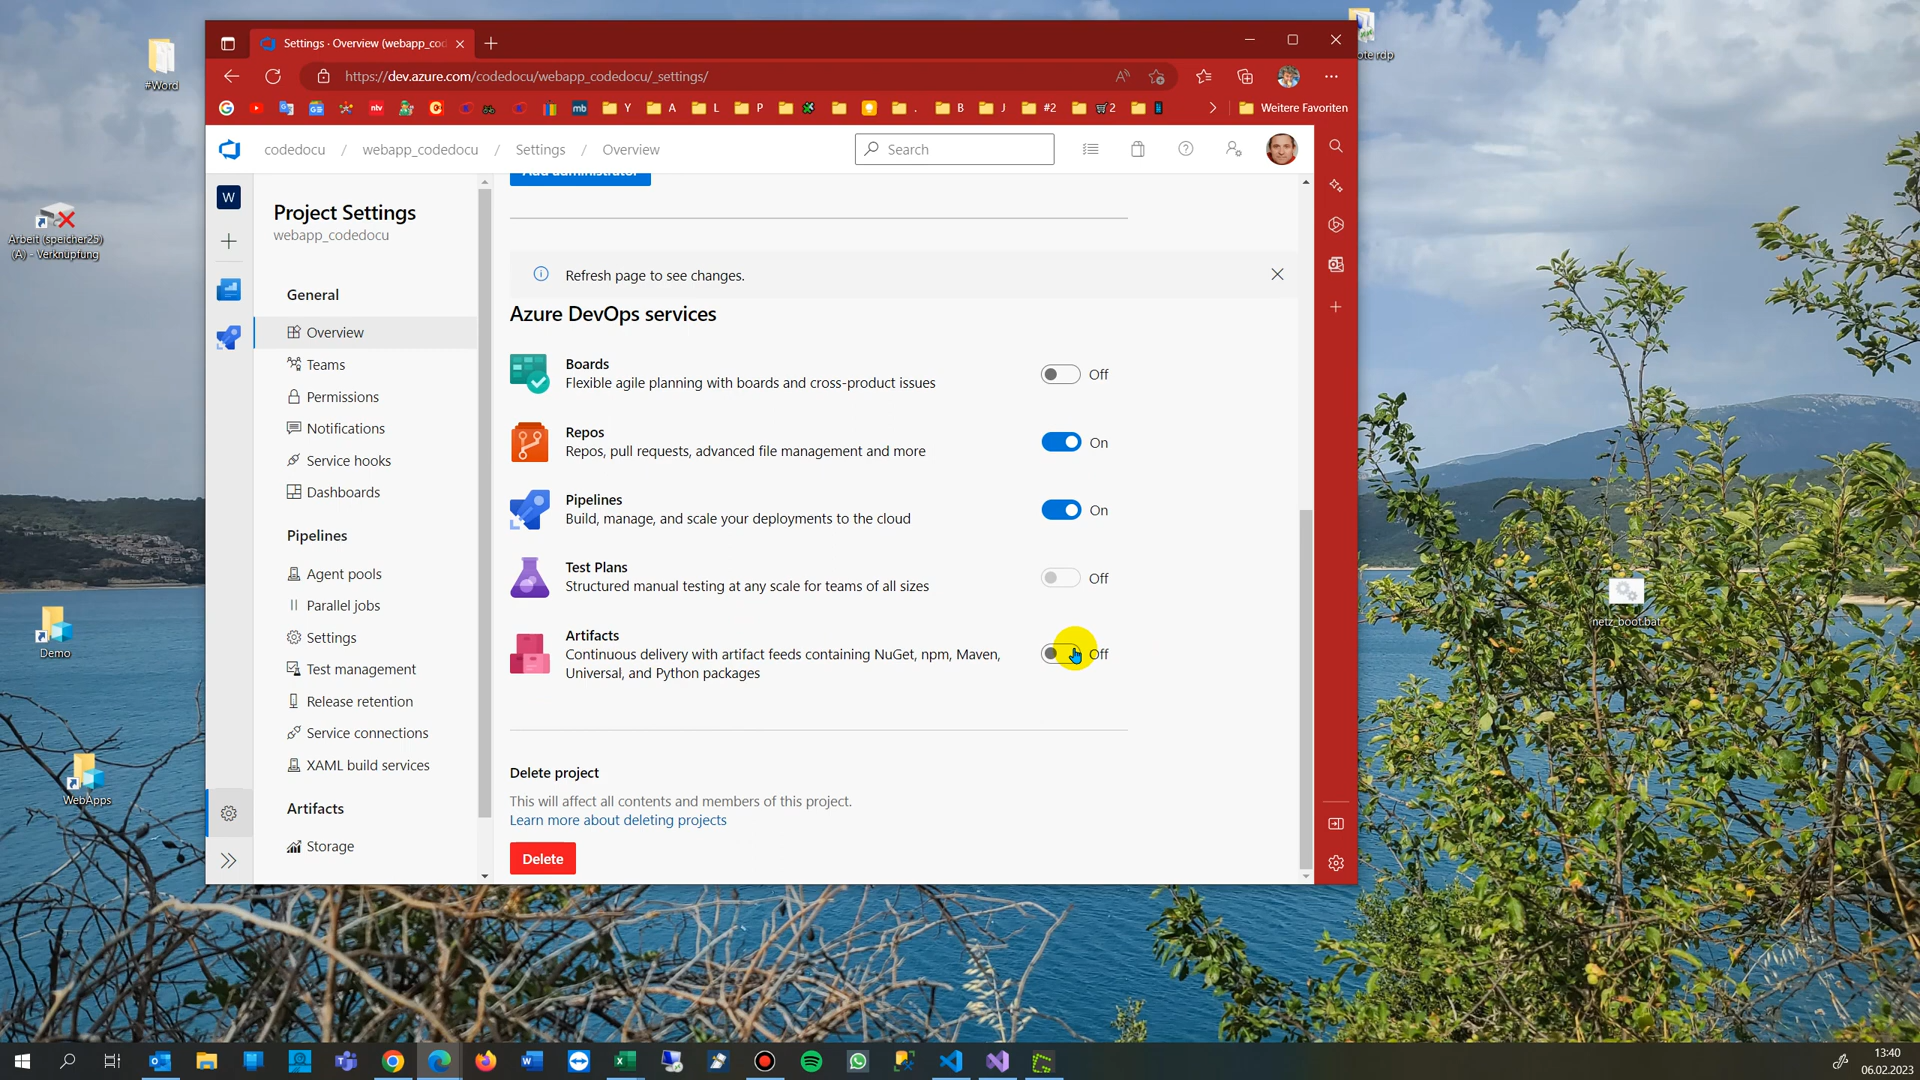 #Word
Arbeit (speicher25)
(A) - Verknüpfung
Demo
WebApps
netz_boot.bat
Settings - Overview (webapp_cod
https://dev.azure.com/codedocu/webapp_codedocu/_settings/
Y
A
L
P
.
B
J
#2
2
Weitere Favoriten
codedocu / webapp_codedocu / Settings / Overview
Search
W
Project Settings
webapp_codedocu
General
Overview
Teams
Permissions
Notifications
Service hooks
Dashboards
Pipelines
Agent pools
Parallel jobs
Settings
Test management
Release retention
Service connections
XAML build services
Artifacts
Storage
Add administrator
Refresh page to see changes.
Azure DevOps services
Boards
Flexible agile planning with boards and cross-product issues
Off
Repos
Repos, pull requests, advanced file management and more
On
Pipelines
Build, manage, and scale your deployments to the cloud
On
Test Plans
Structured manual testing at any scale for teams of all sizes
Off
Artifacts
Continuous delivery with artifact feeds containing NuGet, npm, Maven,
Universal, and Python packages
Off
Delete project
This will affect all contents and members of this project.
Learn more about deleting projects
Delete
13:40
06.02.2023